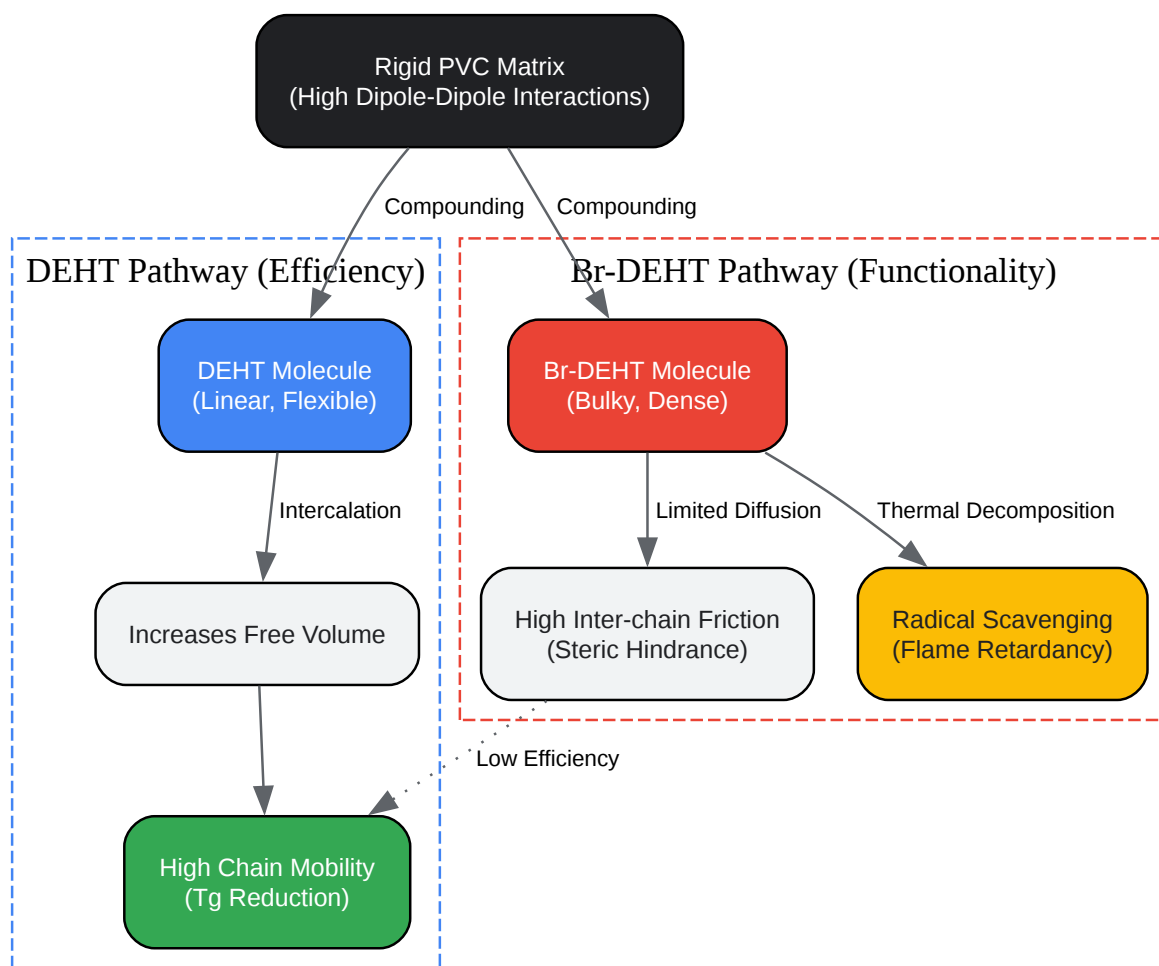 Rigid PVC Matrix
(High Dipole-Dipole Interactions)
Compounding
Compounding
DEHT Pathway (Efficiency)
Br-DEHT Pathway (Functionality)
DEHT Molecule
(Linear, Flexible)
Br-DEHT Molecule
(Bulky, Dense)
Intercalation
Limited Diffusion
Thermal Decomposition
Increases Free Volume
High Inter-chain Friction
(Steric Hindrance)
Radical Scavenging
(Flame Retardancy)
Low Efficiency
High Chain Mobility
(Tg Reduction)